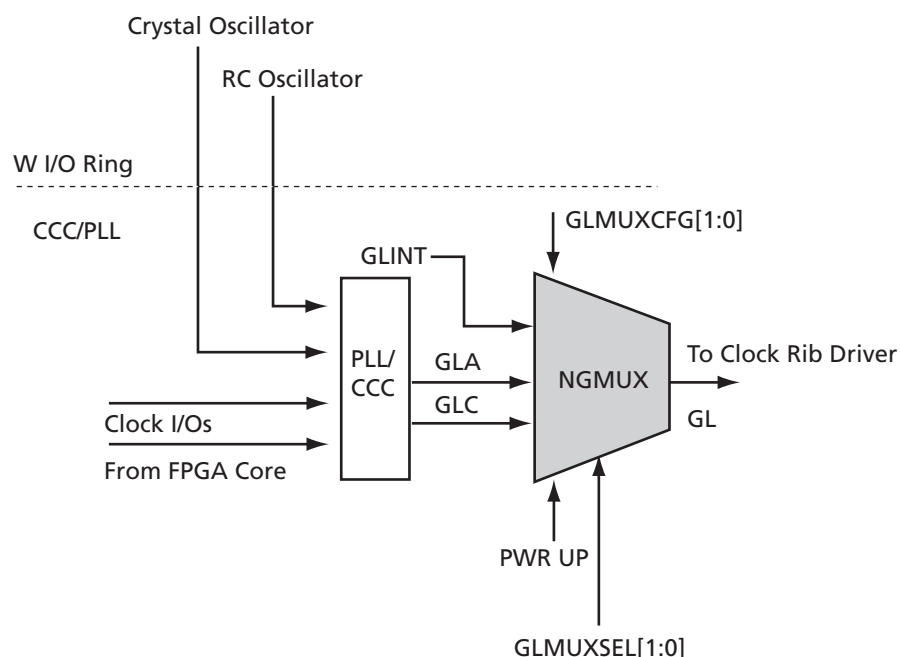 Crystal Oscillator
RC Oscillator
W I/O Ring
GLMUXCFG[1:0]
CCC/PLL
GLINT
To Clock Rib Driver
PLL/
CCC
GLA
NGMUX
GLC
GL
Clock I/Os
From FPGA Core
PWR UP
GLMUXSEL[1:0]